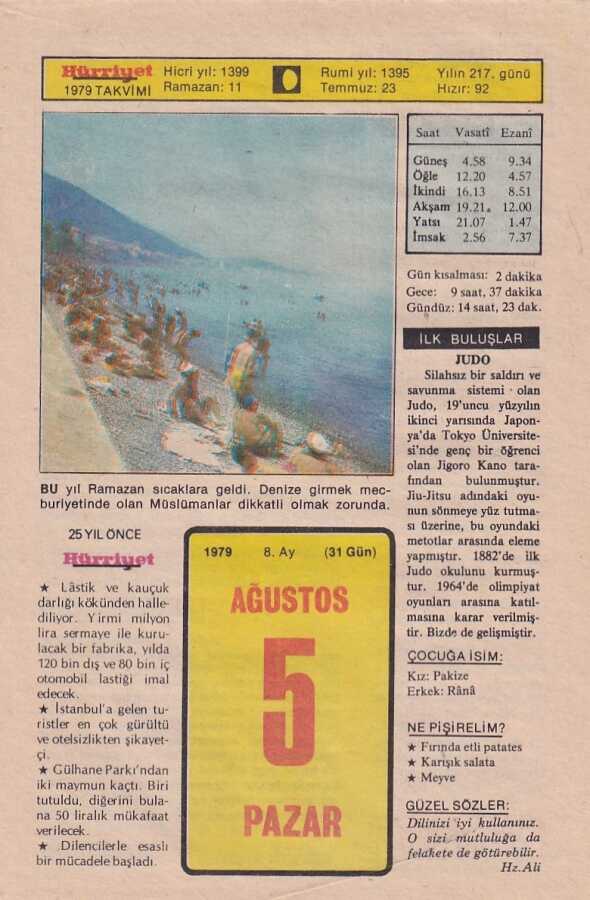 Hürriyet
1979 TAKVİMİ
Hicri yıl: 1399
Ramazan: 11
Rumi yıl: 1395
Temmuz: 23
Yılın 217. günü
Hızır: 92
Saat Vasatî Ezanî
Güneş 4.58 9.34
Öğle 12.20 4.57
İkindi 16.13 8.51
Akşam 19.21 12.00
Yatsı 21.07 1.47
İmsak 2.56 7.37
Gün kısalması: 2 dakika
Gece: 9 saat, 37 dakika
Gündüz: 14 saat, 23 dak.
BU yıl Ramazan sıcaklara geldi. Denize girmek mec-
buriyetinde olan Müslümanlar dikkatli olmak zorunda.
İLK BULUŞLAR
JUDO
Silahsız bir saldırı ve
savunma sistemi olan
Judo, 19'uncu yüzyılın
ikinci yarısında Japon-
ya'da Tokyo Üniversite-
si'nde genç bir öğrenci
olan Jigoro Kano tara-
fından bulunmuştur.
Jiu-Jitsu adındaki oyu-
nun sönmeye yüz tutma-
sı üzerine, bu oyundaki
metotlar arasında eleme
yapmıştır. 1882'de ilk
Judo okulunu kurmuş-
tur. 1964'de olimpiyat
oyunları arasına katıl-
masına karar verilmiş-
tir. Bizde de gelişmiştir.
25 YIL ÖNCE
Hürriyet
★ Lâstik ve kauçuk
darlığı kökünden halle-
diliyor. Yirmi milyon
lira sermaye ile kuru-
lacak bir fabrika, yılda
120 bin dış ve 80 bin iç
otomobil lastiği imal
edecek.
★ İstanbul'a gelen tu-
ristler en çok gürültü
ve otelsizlikten şikayet-
çi.
★ Gülhane Parkı'ndan
iki maymun kaçtı. Biri
tutuldu, diğerini bula-
na 50 liralık mükafaat
verilecek.
★ Dilencilerle esaslı
bir mücadele başladı.
1979 8. Ay (31 Gün)
AĞUSTOS
5
PAZAR
ÇOCUĞA İSİM:
Kız: Pakize
Erkek: Rânâ
NE PİŞİRELİM?
★ Fırında etli patates
★ Karışık salata
★ Meyve
GÜZEL SÖZLER:
Dilinizi iyi kullanınız.
O sizi mutluluğa da
felakete de götürebilir.
Hz. Ali